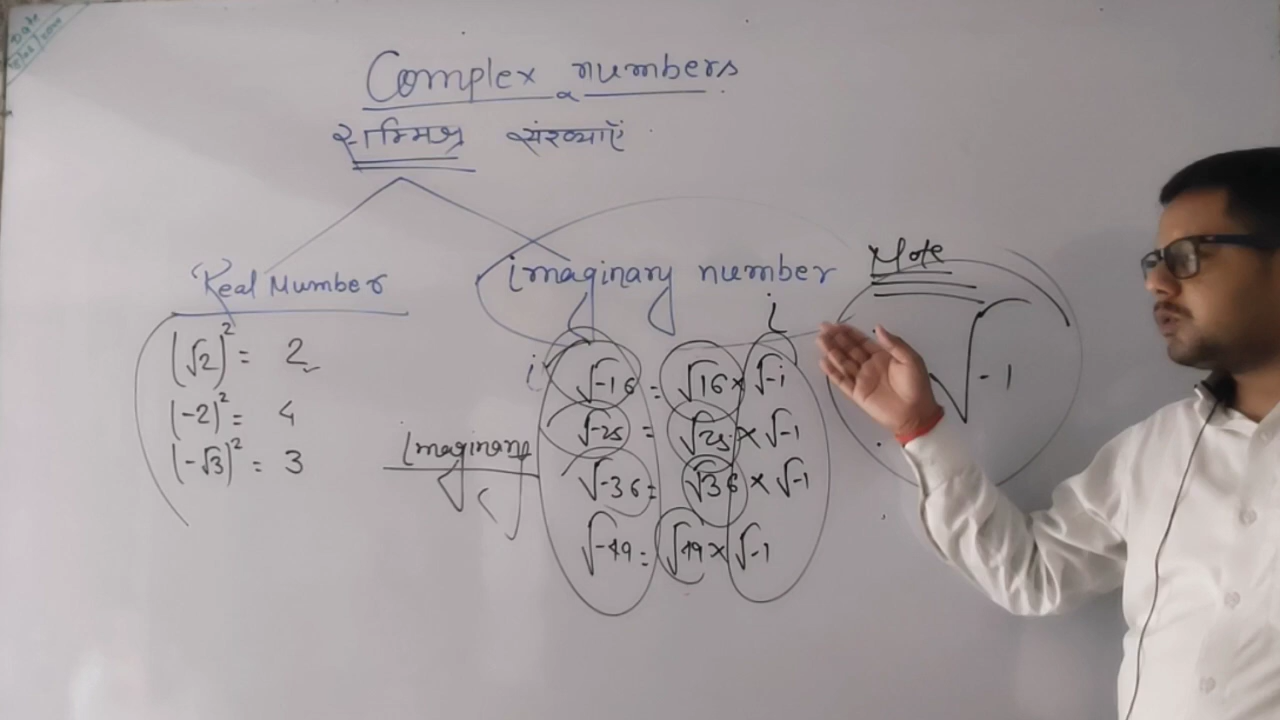 Date
Complex numbers
सम्मिश्र संख्याएँ
Real Number
(√2)² = 2
(-2)² = 4
(-√3)² = 3
imaginary number
Note
√-1
i
i
√-16 = √16 × √-1
√-25 = √25 × √-1
imaginary
√-36 = √36 × √-1
√-49 = √49 × √-1